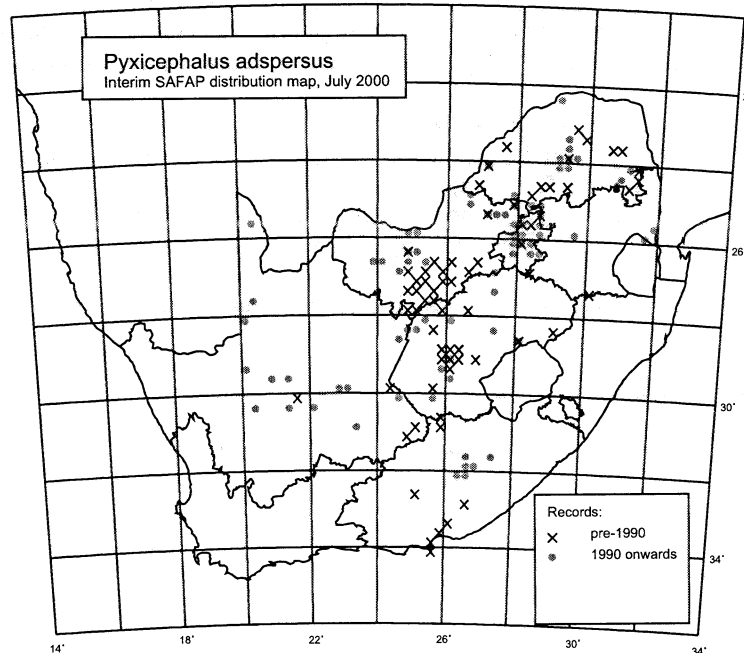 Pyxicephalus adspersus
Interim SAFAP distribution map, July 2000
26°
30°
34°
Records:
pre-1990
1990 onwards
14° 18° 22° 26° 30° 34°